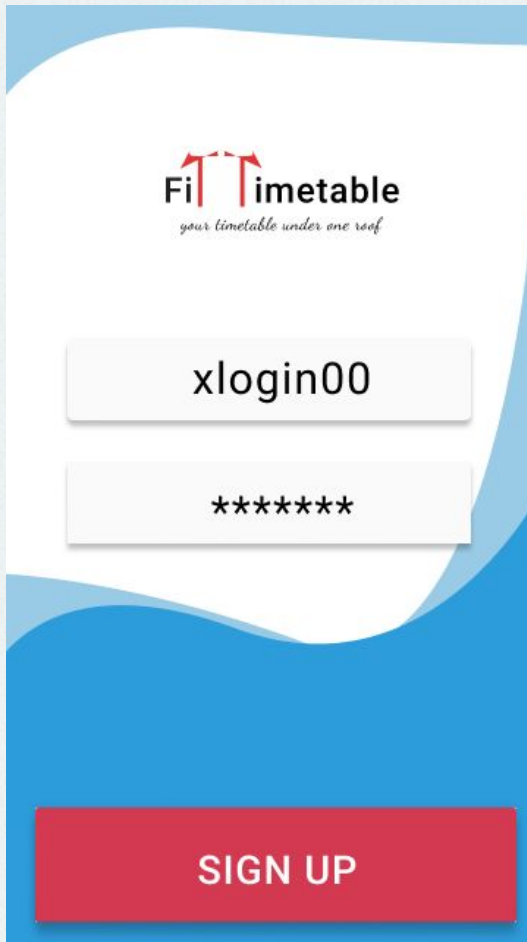 FiTTimetable
your timetable under one roof
xlogin00
*******
SIGN UP